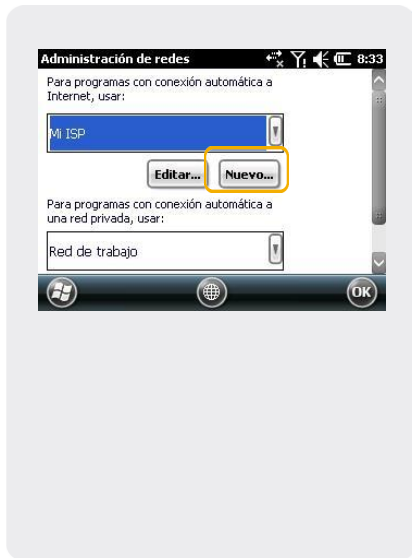 Administración de redes 8:33
Para programas con conexión automática a
Internet, usar:
Mi ISP
Editar... Nuevo...
Para programas con conexión automática a
una red privada, usar:
Red de trabajo
OK